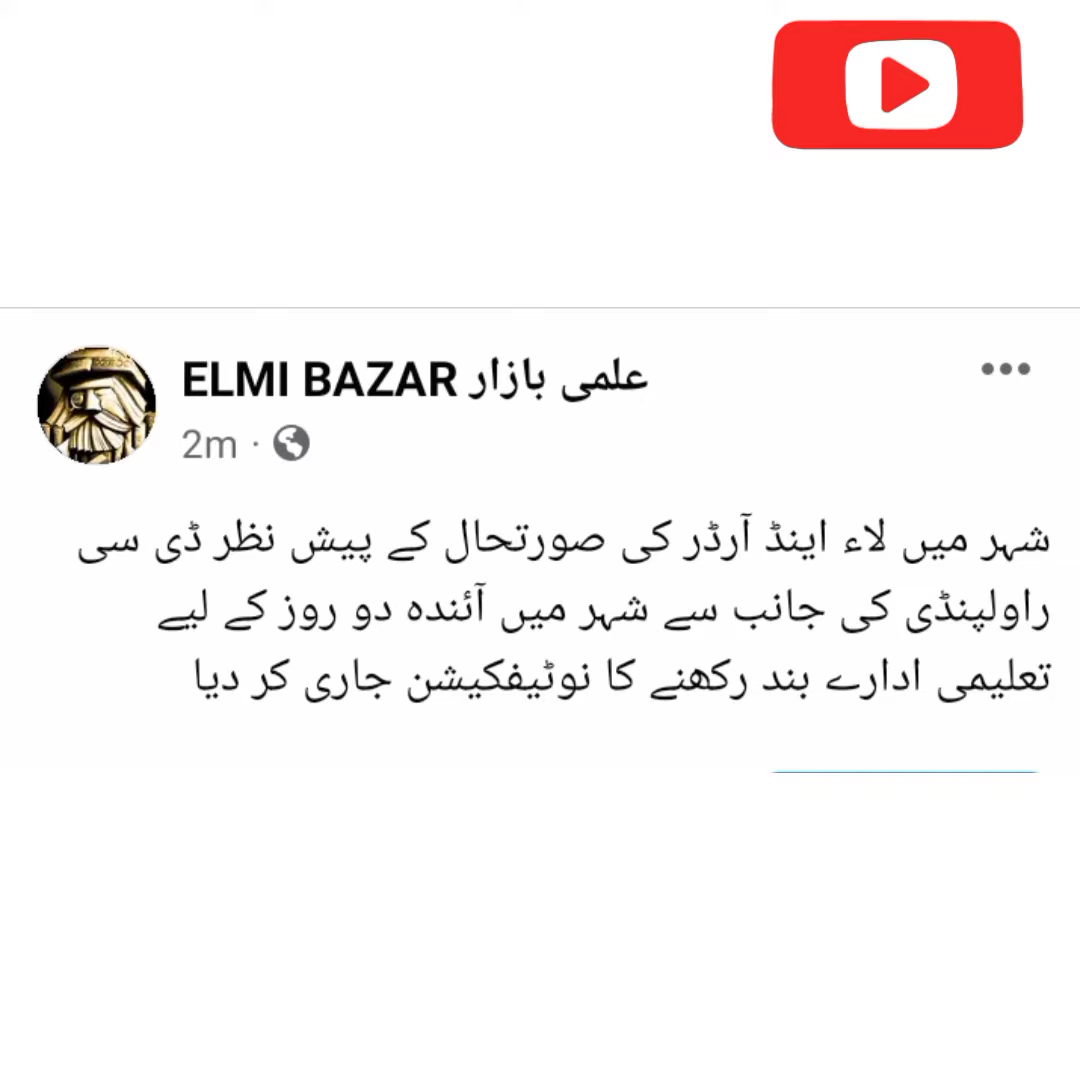 ELMI BAZAR علمی بازار
2m ·
شہر میں لاء اینڈ آرڈر کی صورتحال کے پیش نظر ڈی سی
راولپنڈی کی جانب سے شہر میں آئندہ دو روز کے لیے
تعلیمی ادارے بند رکھنے کا نوٹیفکیشن جاری کر دیا